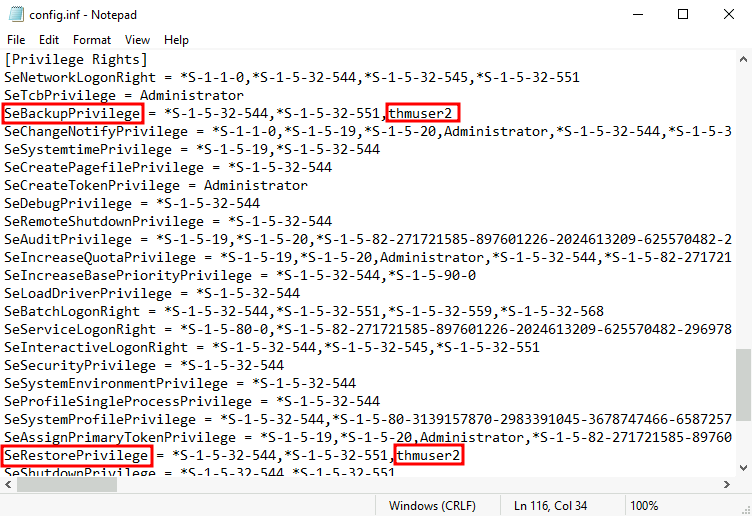 config.inf - Notepad
File Edit Format View Help
[Privilege Rights]
SeNetworkLogonRight = *S-1-1-0,*S-1-5-32-544,*S-1-5-32-545,*S-1-5-32-551
SeTcbPrivilege = Administrator
SeBackupPrivilege = *S-1-5-32-544,*S-1-5-32-551,thmuser2
SeChangeNotifyPrivilege = *S-1-1-0,*S-1-5-19,*S-1-5-20,Administrator,*S-1-5-32-544,*S-1-5-3
SeSystemtimePrivilege = *S-1-5-19,*S-1-5-32-544
SeCreatePagefilePrivilege = *S-1-5-32-544
SeCreateTokenPrivilege = Administrator
SeDebugPrivilege = *S-1-5-32-544
SeRemoteShutdownPrivilege = *S-1-5-32-544
SeAuditPrivilege = *S-1-5-19,*S-1-5-20,*S-1-5-82-271721585-897601226-2024613209-625570482-2
SeIncreaseQuotaPrivilege = *S-1-5-19,*S-1-5-20,Administrator,*S-1-5-32-544,*S-1-5-82-271721
SeIncreaseBasePriorityPrivilege = *S-1-5-32-544,*S-1-5-90-0
SeLoadDriverPrivilege = *S-1-5-32-544
SeBatchLogonRight = *S-1-5-32-544,*S-1-5-32-551,*S-1-5-32-559,*S-1-5-32-568
SeServiceLogonRight = *S-1-5-80-0,*S-1-5-82-271721585-897601226-2024613209-625570482-296978
SeInteractiveLogonRight = *S-1-5-32-544,*S-1-5-32-545,*S-1-5-32-551
SeSecurityPrivilege = *S-1-5-32-544
SeSystemEnvironmentPrivilege = *S-1-5-32-544
SeProfileSingleProcessPrivilege = *S-1-5-32-544
SeSystemProfilePrivilege = *S-1-5-32-544,*S-1-5-80-3139157870-2983391045-3678747466-6587257
SeAssignPrimaryTokenPrivilege = *S-1-5-19,*S-1-5-20,Administrator,*S-1-5-82-271721585-89760
SeRestorePrivilege = *S-1-5-32-544,*S-1-5-32-551,thmuser2
SeShutdownPrivilege = *S-1-5-32-544,*S-1-5-32-551
Windows (CRLF) Ln 116, Col 34 100%